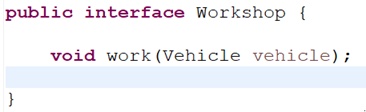 public interface Workshop {
void work(Vehicle vehicle);
}